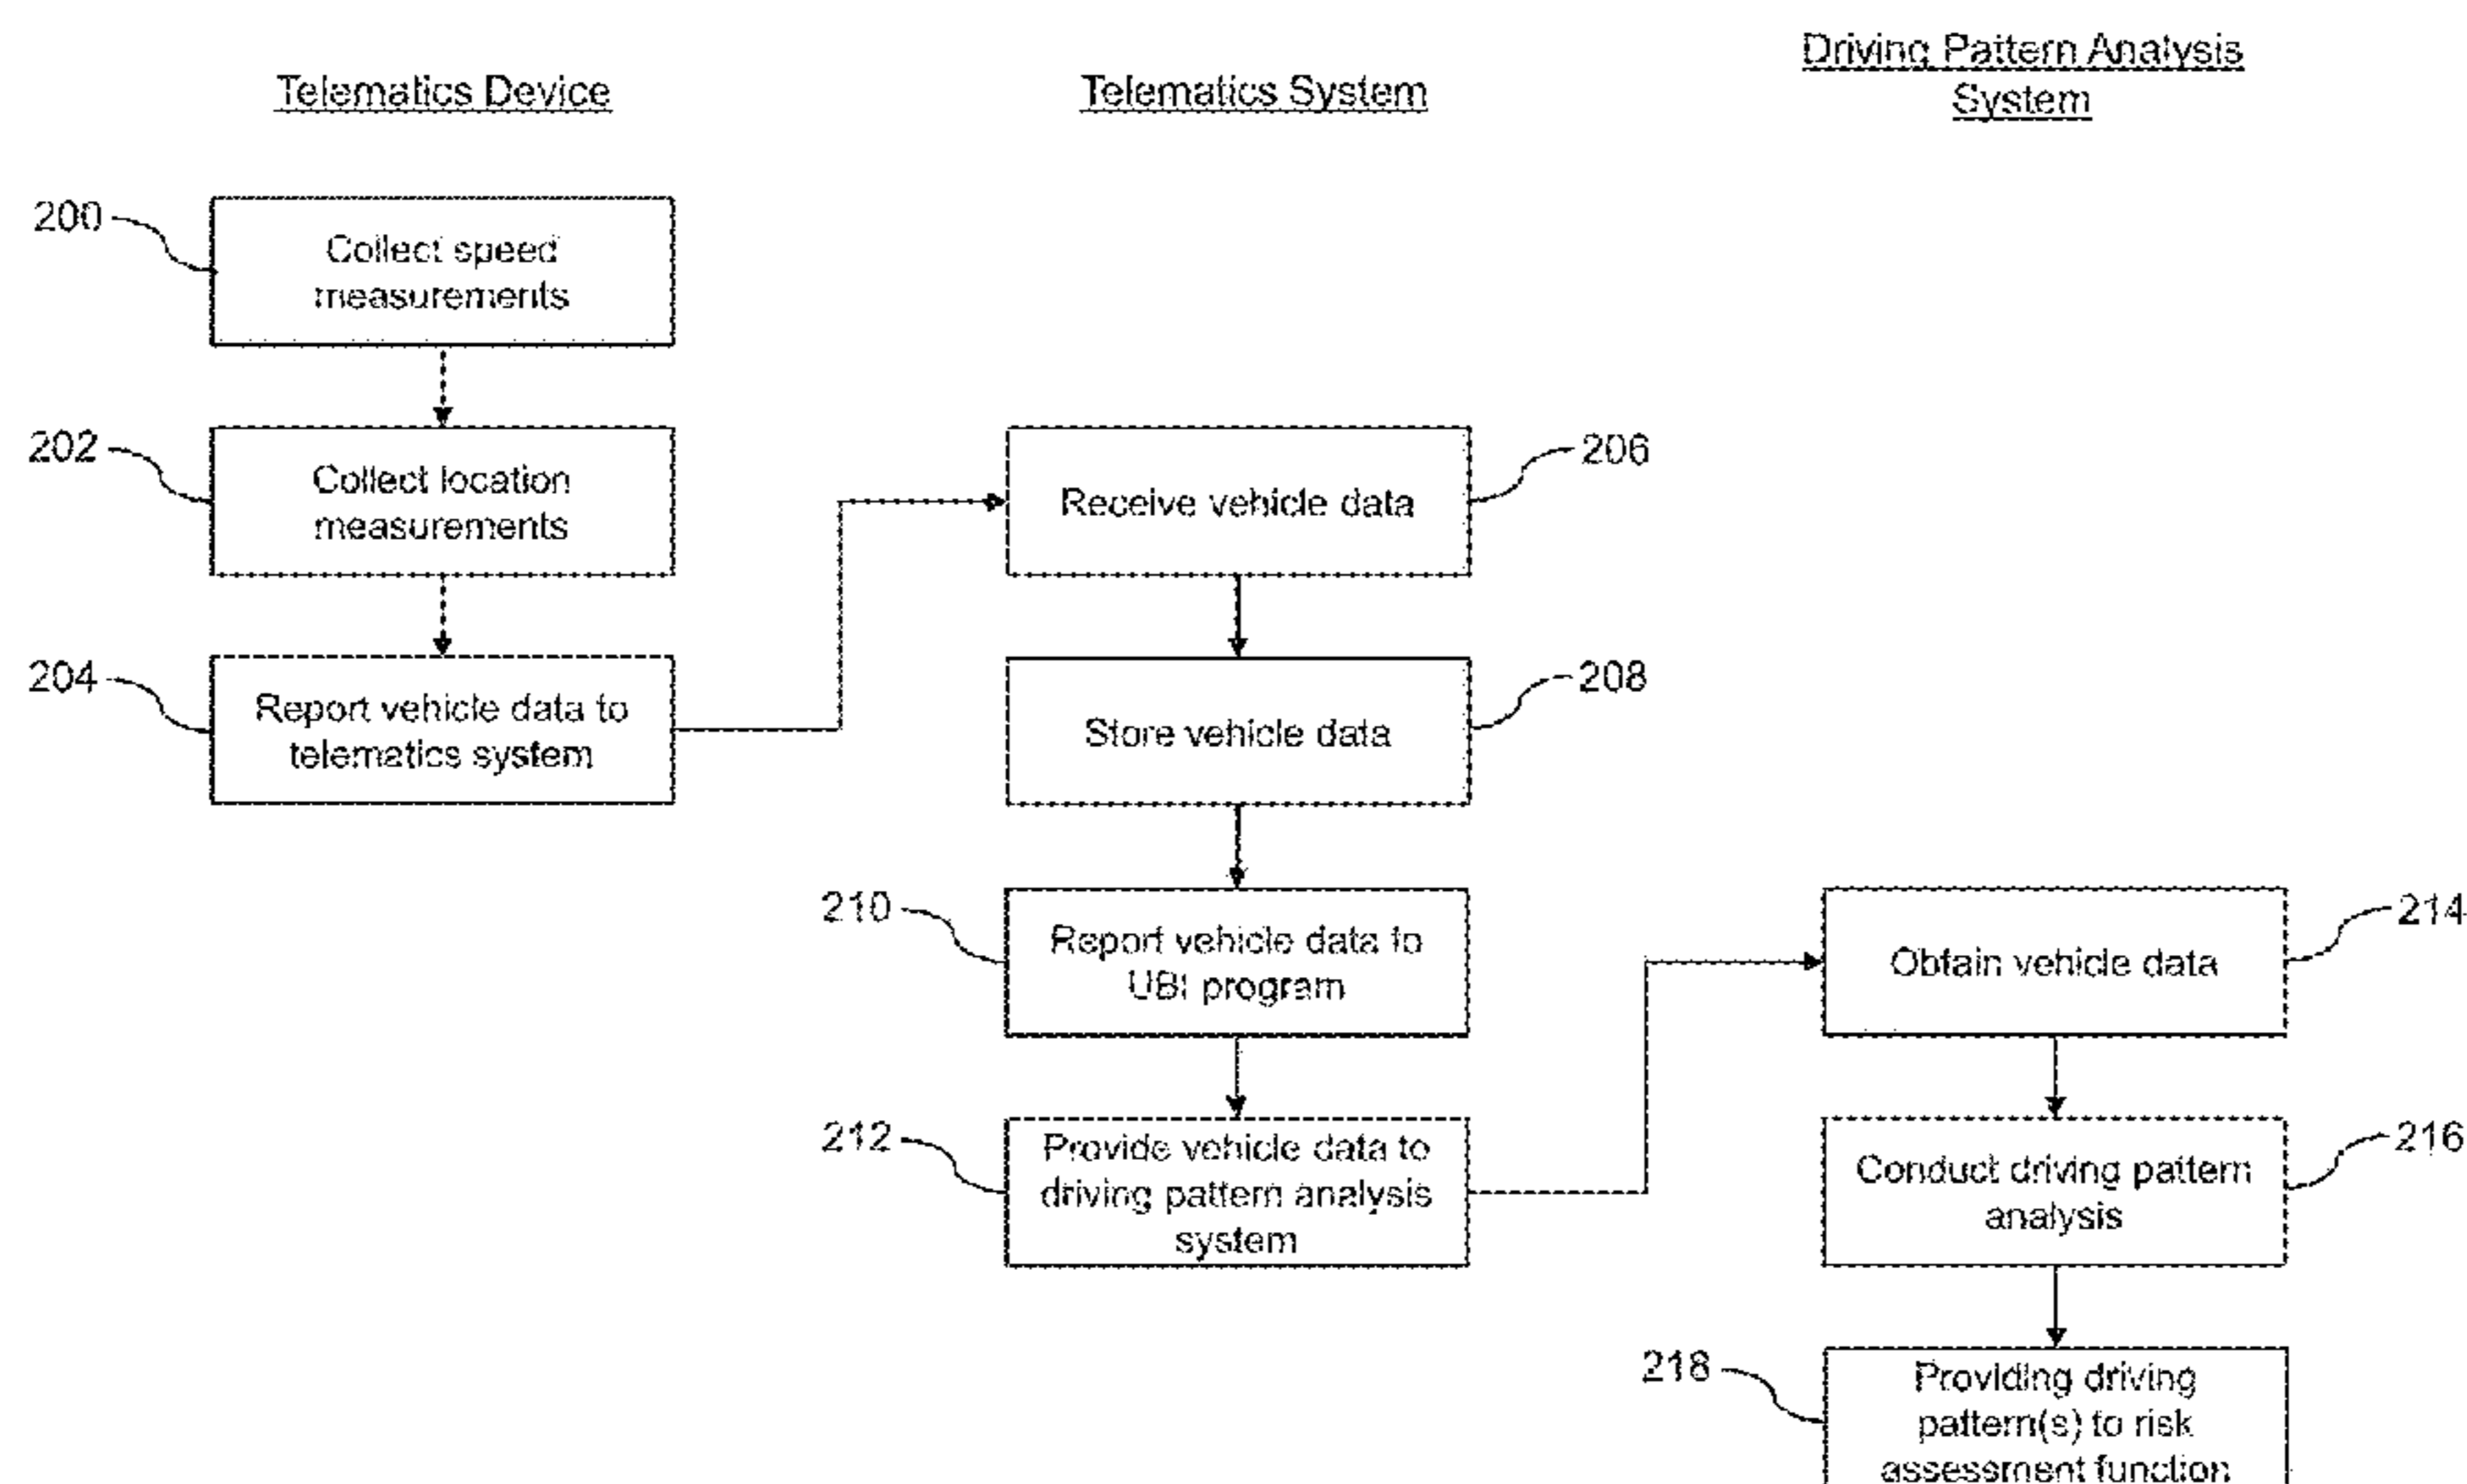 Telematics Device
Telematics System
Driving Pattern Analysis
System
200
Collect speed
measurements
202
Collect location
measurements
204
Report vehicle data to
telematics system
206
Receive vehicle data
208
Store vehicle data
210
Report vehicle data to
UBI program
212
Provide vehicle data to
driving pattern analysis
system
214
Obtain vehicle data
216
Conduct driving pattern
analysis
218
Providing driving
pattern(s) to risk
assessment function